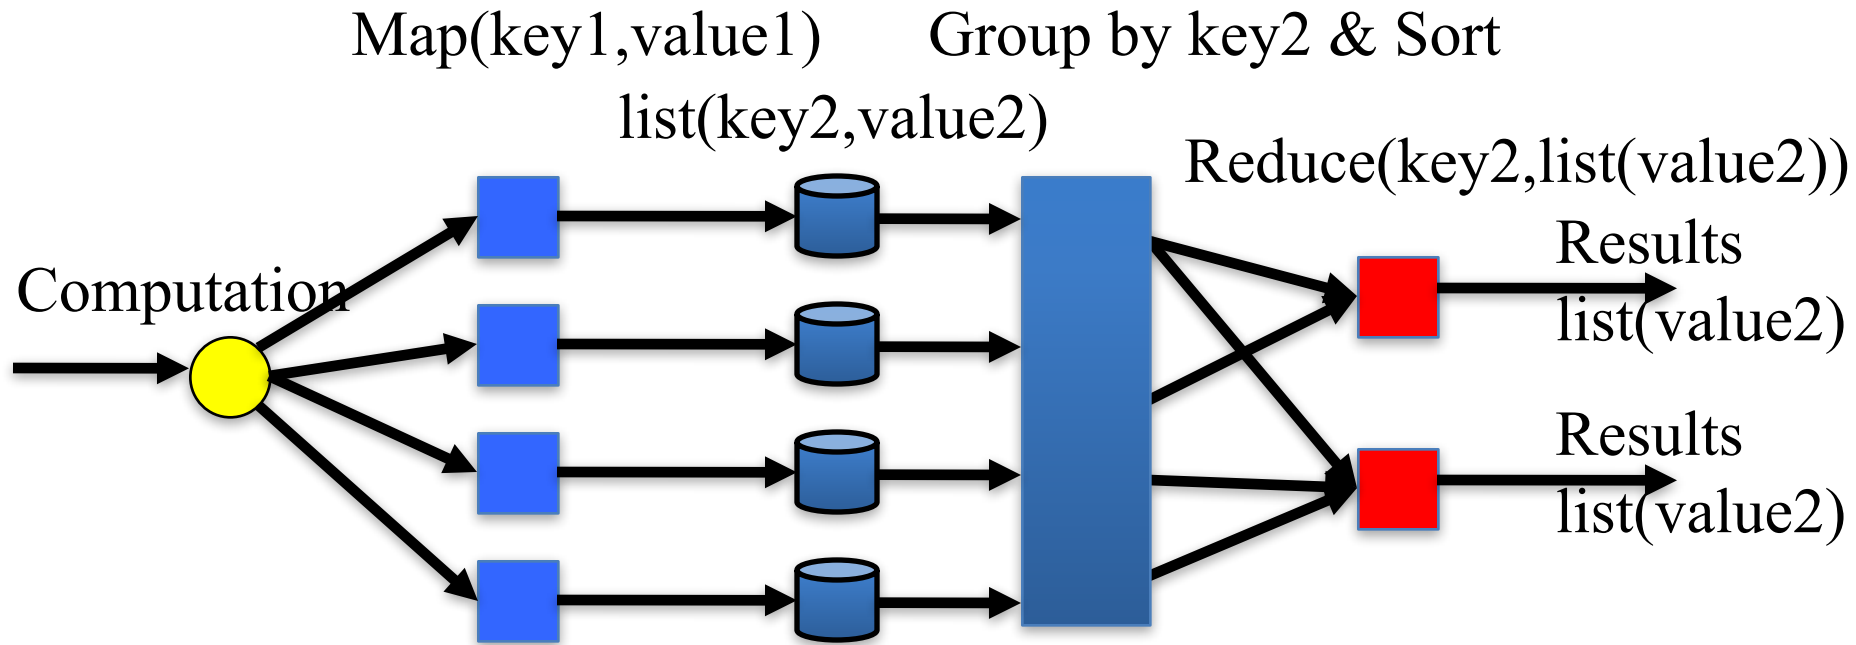 Map(key1,value1)
Group by key2 & Sort
list(key2,value2)
Reduce(key2,list(value2))
Computation
Results
list(value2)
Results
list(value2)